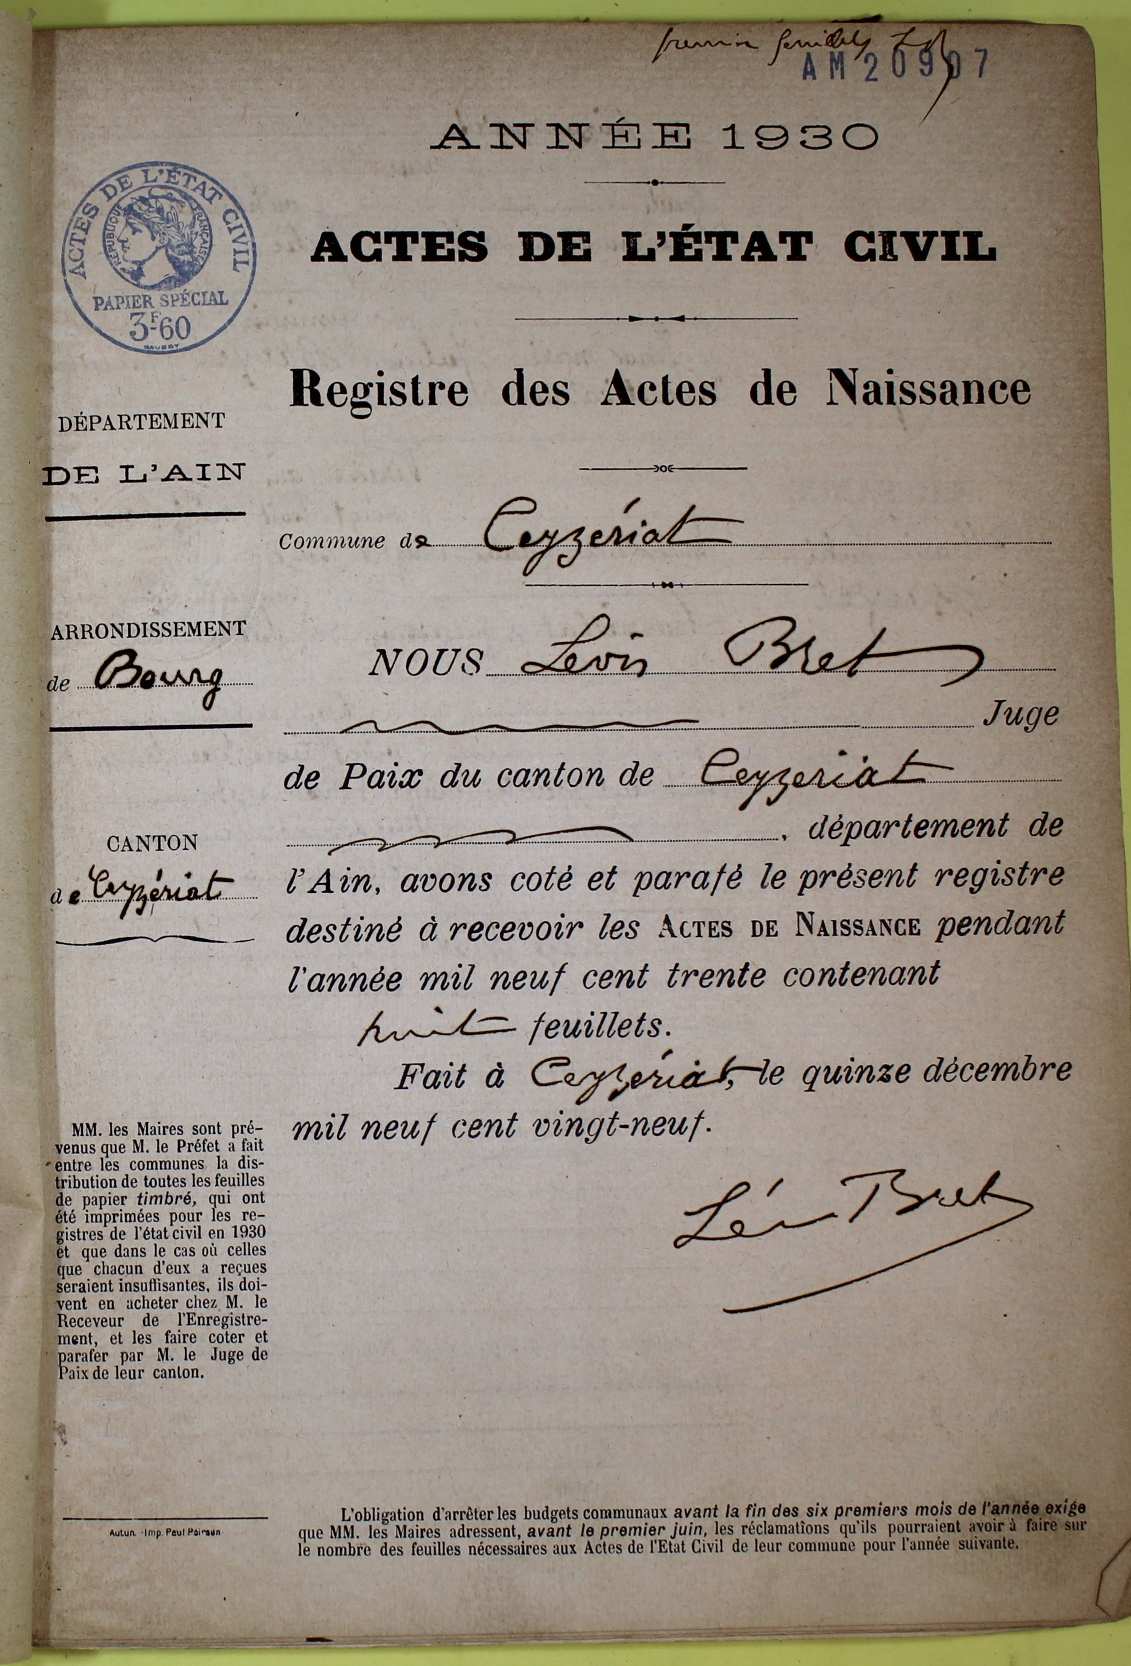 premier feuillet
AM 20907
ANNÉE 1930
ACTES DE L'ÉTAT CIVIL
RÉPUBLIQUE FRANÇAISE
PAPIER SPÉCIAL
3F.60
ACTES DE L'ÉTAT CIVIL
Registre des Actes de Naissance
DÉPARTEMENT
DE L'AIN
Commune de Ceyzériat
ARRONDISSEMENT
de Bourg
NOUS Léon Bret
Juge
de Paix du canton de Ceyzeriat
, département de
CANTON
de Ceyzériat
l'Ain, avons coté et parafé le présent registre
destiné à recevoir les ACTES DE NAISSANCE pendant
l'année mil neuf cent trente contenant
huit feuillets.
Fait à Ceyzériat, le quinze décembre
mil neuf cent vingt-neuf.
Léon Bret
MM. les Maires sont pré-
venus que M. le Préfet a fait
entre les communes la dis-
tribution de toutes les feuilles
de papier timbré, qui ont
été imprimées pour les re-
gistres de l'état civil en 1930
et que dans le cas où celles
que chacun d'eux a reçues
seraient insuffisantes, ils doi-
vent en acheter chez M. le
Receveur de l'Enregistre-
ment, et les faire coter et
parafer par M. le Juge de
Paix de leur canton.
Autun. - Imp. Paul Poirson
L'obligation d'arrêter les budgets communaux avant la fin des six premiers mois de l'année exige
que MM. les Maires adressent, avant le premier juin, les réclamations qu'ils pourraient avoir à faire sur
le nombre des feuilles nécessaires aux Actes de l'Etat Civil de leur commune pour l'année suivante.